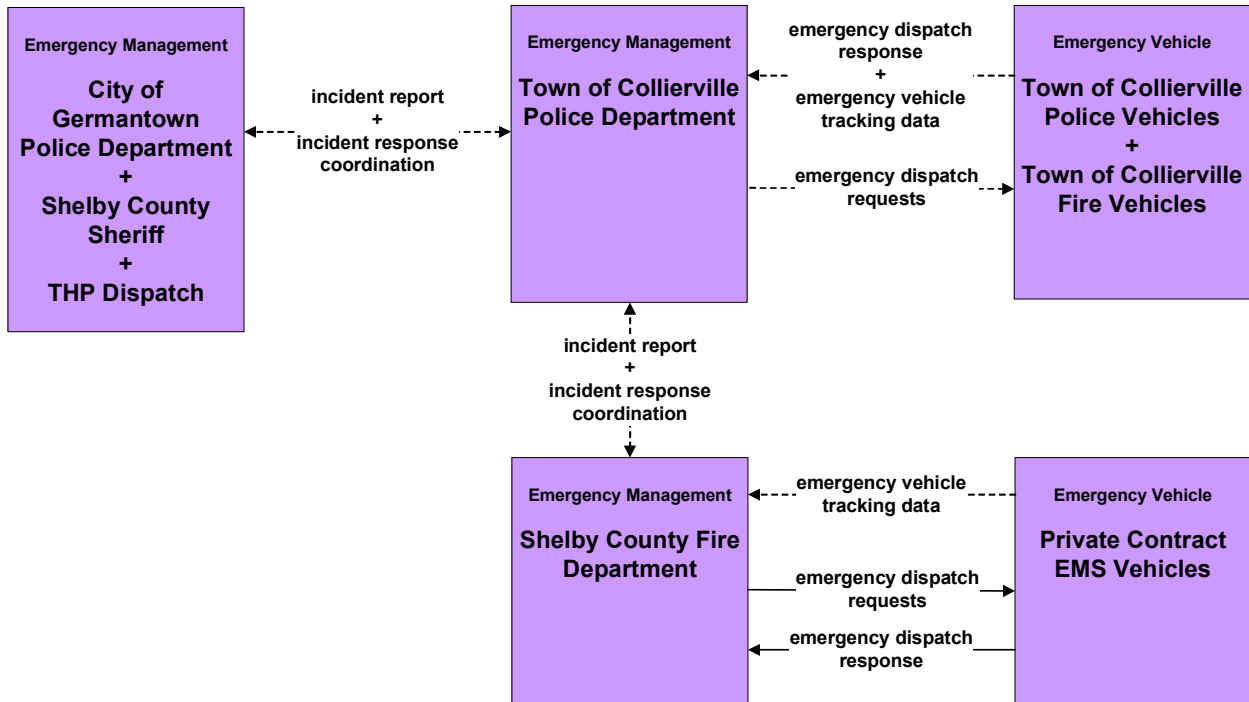 Emergency Management
City of
Germantown
Police Department
+
Shelby County
Sheriff
+
THP Dispatch
incident report
+
incident response
coordination
Emergency Management
Town of Collierville
Police Department
emergency dispatch
response
+
emergency vehicle
tracking data
emergency dispatch
requests
Emergency Vehicle
Town of Collierville
Police Vehicles
+
Town of Collierville
Fire Vehicles
incident report
+
incident response
coordination
Emergency Management
Shelby County Fire
Department
emergency vehicle
tracking data
emergency dispatch
requests
emergency dispatch
response
Emergency Vehicle
Private Contract
EMS Vehicles